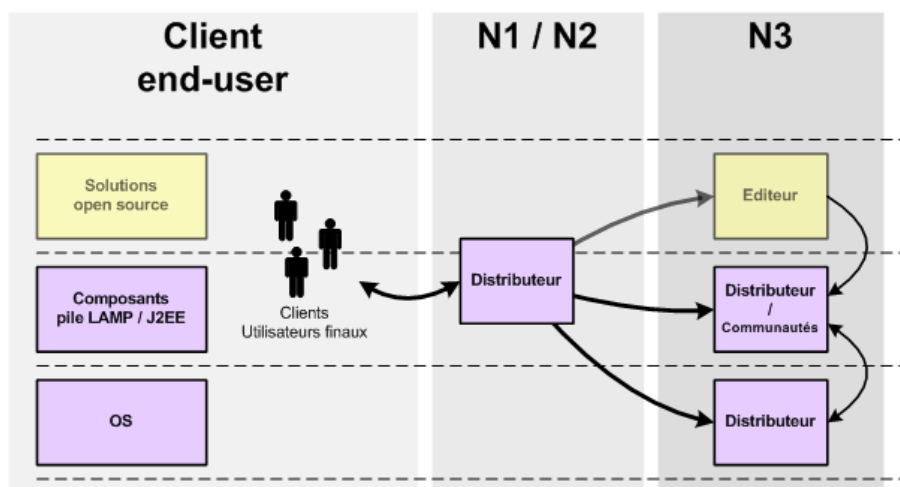 Client
end-user
N1 / N2
N3
Solutions
open source
Editeur
Composants
pile LAMP / J2EE
Clients
Utilisateurs finaux
Distributeur
Distributeur
/
Communautés
OS
Distributeur